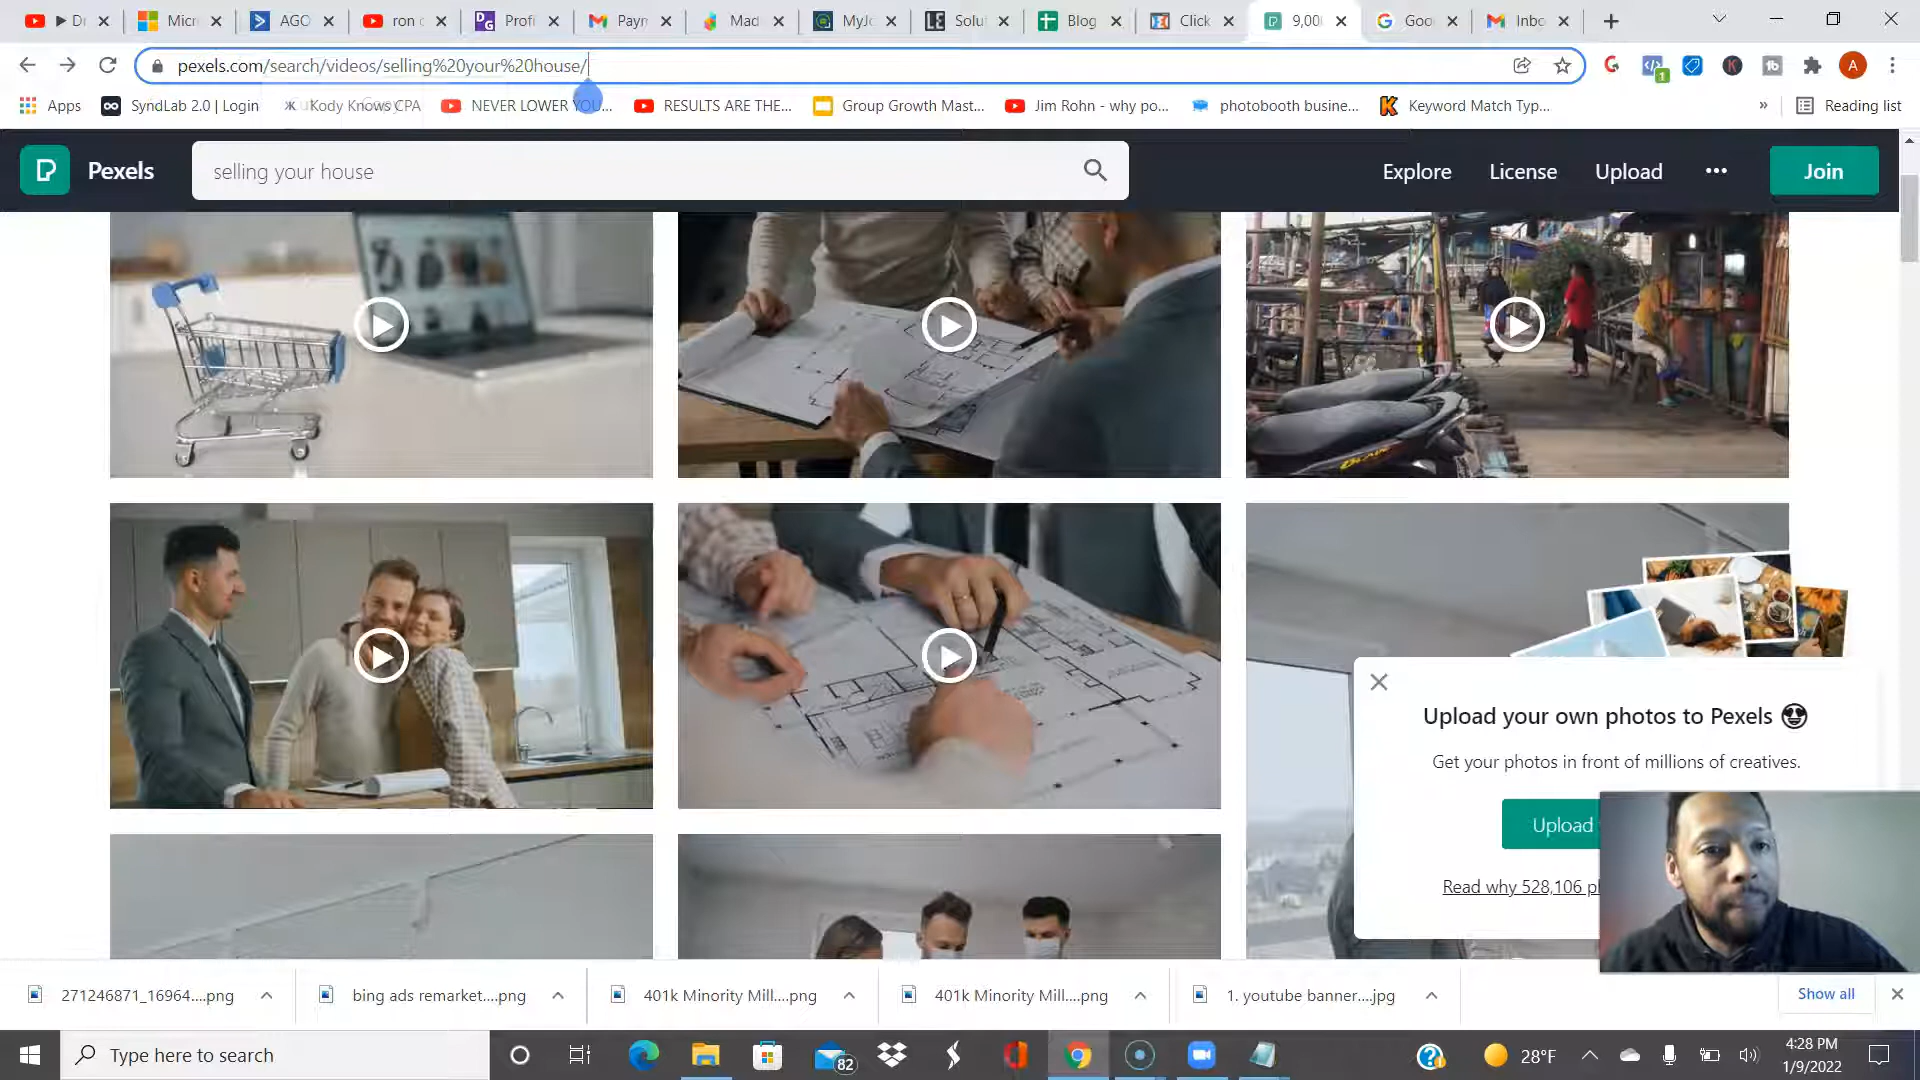 D
Micr
AGO
ron c
Profi
Payn
Mad
MyJo
Solu
Blog
Click
9,00
Goo
Inbo
pexels.com/search/videos/selling%20your%20house/
Apps
SyndLab 2.0 | Login
Kody Knows CPA
NEVER LOWER YOU...
RESULTS ARE THE...
Group Growth Mast...
Jim Rohn - why po...
photobooth busine...
Keyword Match Typ...
»
Reading list
Pexels
selling your house
Explore
License
Upload
Join
Upload your own photos to Pexels
Get your photos in front of millions of creatives.
Upload
Read why 528,106 p
271246871_16964....png
bing ads remarket....png
401k Minority Mill....png
401k Minority Mill....png
1. youtube banner....jpg
Show all
Type here to search
82
28°F
4:28 PM
1/9/2022